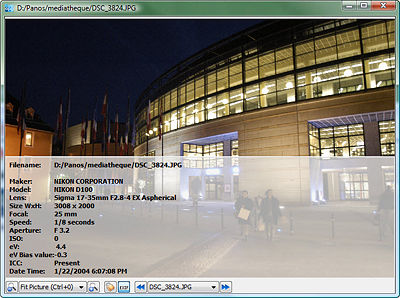 D:/Panos/mediatheque/DSC_3824.JPG
Filename: D:/Panos/mediatheque/DSC_3824.JPG
Maker: NIKON CORPORATION
Model: NIKON D100
Lens: Sigma 17-35mm F2.8-4 EX Aspherical
Size WxH: 3008 x 2000
Focal: 25 mm
Speed: 1/8 seconds
Aperture: F 3.2
ISO: 0
eV: 4.4
eV Bias value:-0.3
ICC: Present
Date Time: 1/22/2004 6:07:08 PM
Fit Picture (Ctrl+0) DSC_3824.JPG